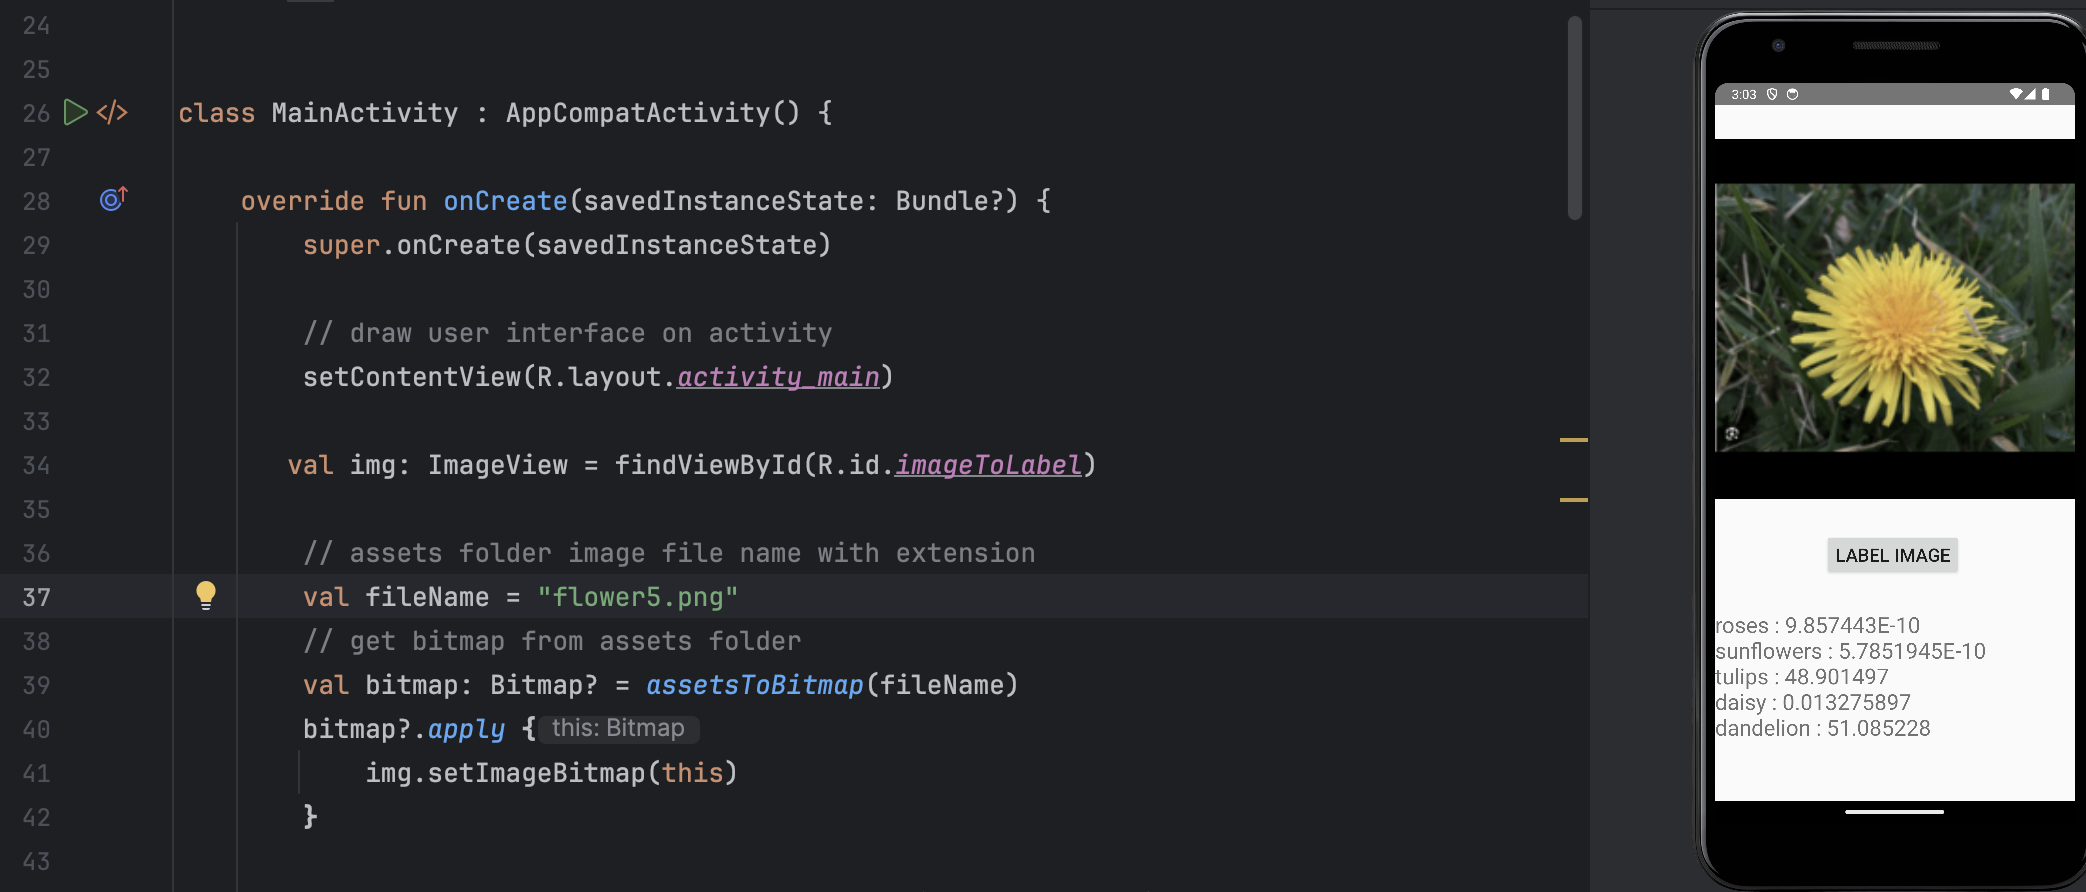 24
25
26 class MainActivity : AppCompatActivity() {
27
28 override fun onCreate(savedInstanceState: Bundle?) {
29 super.onCreate(savedInstanceState)
30
31 // draw user interface on activity
32 setContentView(R.layout.activity_main)
33
34 val img: ImageView = findViewById(R.id.imageToLabel)
35
36 // assets folder image file name with extension
37 val fileName = "flower5.png"
38 // get bitmap from assets folder
39 val bitmap: Bitmap? = assetsToBitmap(fileName)
40 bitmap?.apply { this: Bitmap
41 img.setImageBitmap(this)
42 }
43
3:03
LABEL IMAGE
roses : 9.857443E-10
sunflowers : 5.7851945E-10
tulips : 48.901497
daisy : 0.013275897
dandelion : 51.085228